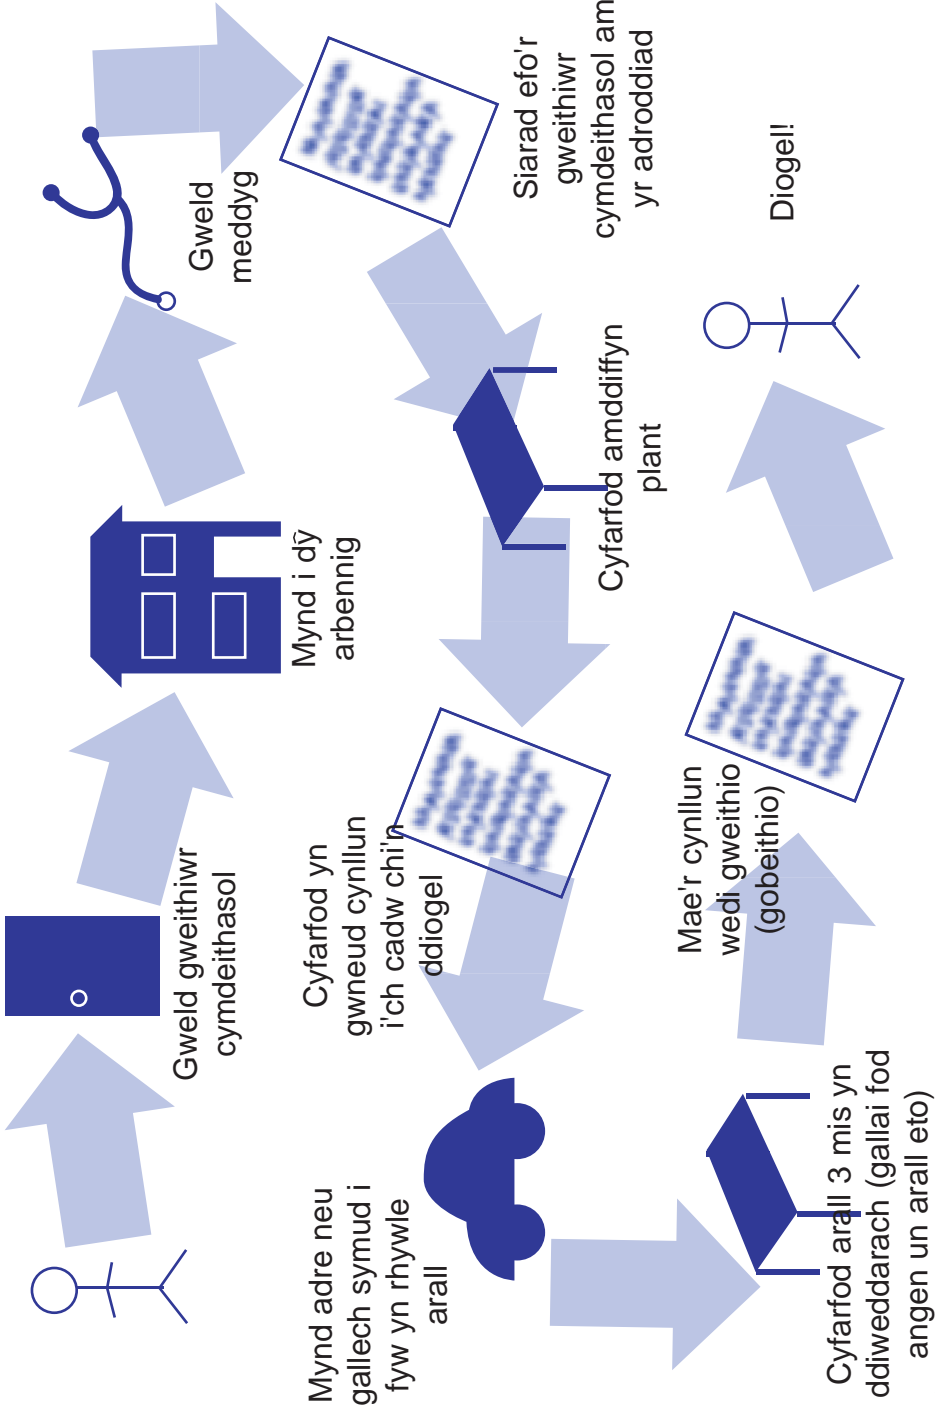 Gweld gweithiwr
cymdeithasol
Mynd i dŷ
arbennig
Gweld
meddyg
Siarad efo'r
gweithiwr
cymdeithasol am
yr adroddiad
Cyfarfod amddiffyn
plant
Cyfarfod yn
gwneud cynllun
i'ch cadw chi'n
ddiogel
Mynd adre neu
gallech symud i
fyw yn rhywle
arall
Cyfarfod arall 3 mis yn
ddiweddarach (gallai fod
angen un arall eto)
Mae'r cynllun
wedi gweithio
(gobeithio)
Diogel!